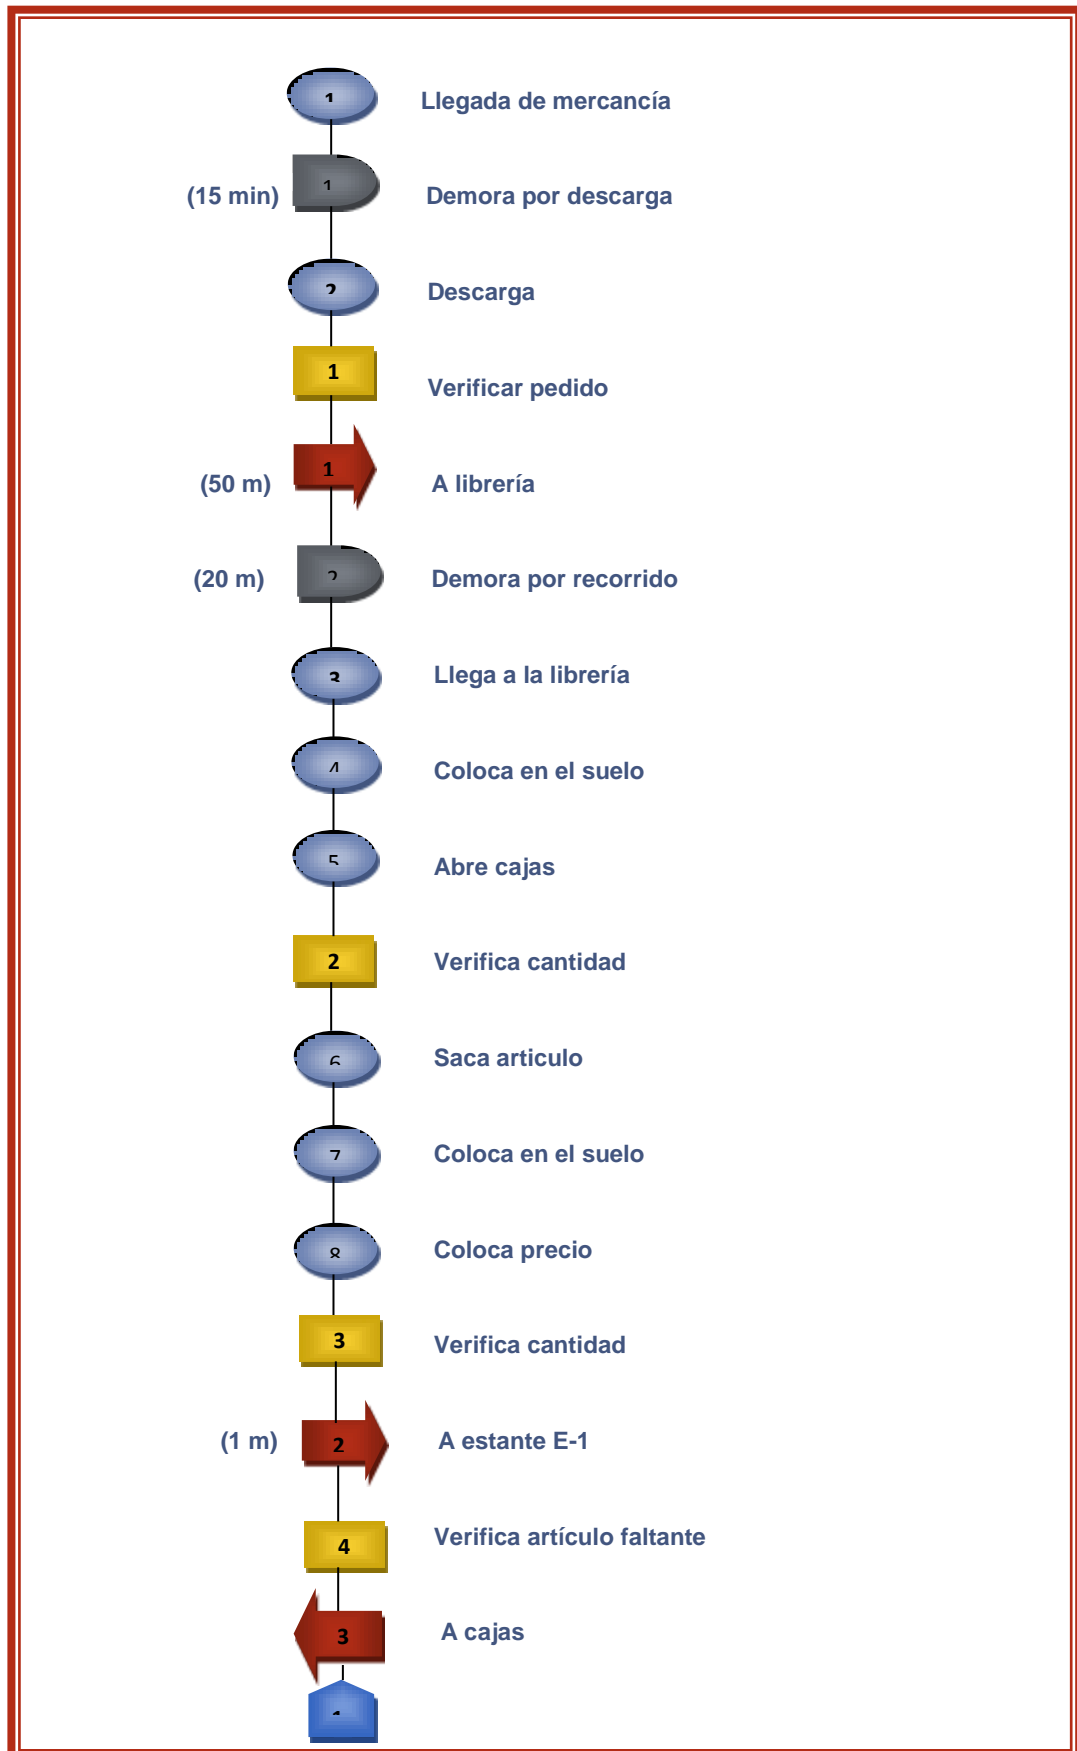 1 Llegada de mercancía
(15 min) 1 Demora por descarga
2 Descarga
1 Verificar pedido
(50 m) 1 A librería
(20 m) 2 Demora por recorrido
3 Llega a la librería
4 Coloca en el suelo
5 Abre cajas
2 Verifica cantidad
6 Saca articulo
7 Coloca en el suelo
8 Coloca precio
3 Verifica cantidad
(1 m) 2 A estante E-1
4 Verifica artículo faltante
3 A cajas